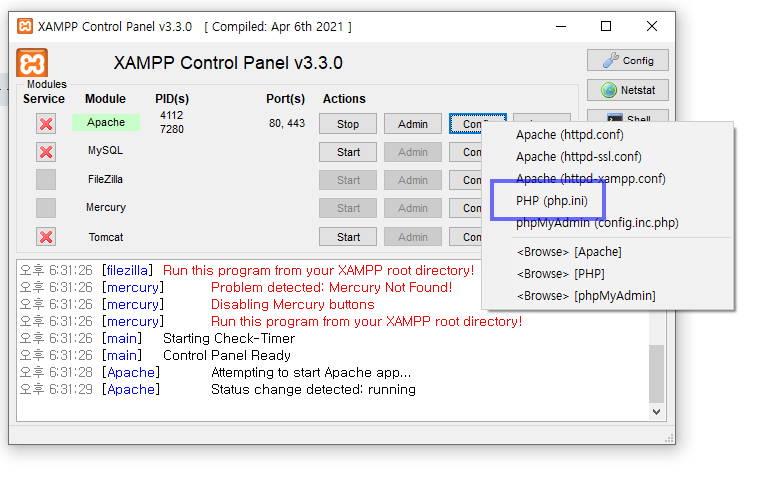 XAMPP Control Panel v3.3.0 [ Compiled: Apr 6th 2021 ]
XAMPP Control Panel v3.3.0
Config
Netstat
Shell
Modules
Service Module PID(s) Port(s) Actions
Apache 4112 7280 80, 443 Stop Admin
MySQL Start Admin
FileZilla Start Admin
Mercury Start Admin
Tomcat Start Admin
Apache (httpd.conf)
Apache (httpd-ssl.conf)
Apache (httpd-xampp.conf)
PHP (php.ini)
phpMyAdmin (config.inc.php)
<Browse> [Apache]
<Browse> [PHP]
<Browse> [phpMyAdmin]
오후 6:31:26 [filezilla] Run this program from your XAMPP root directory!
오후 6:31:26 [mercury] Problem detected: Mercury Not Found!
오후 6:31:26 [mercury] Disabling Mercury buttons
오후 6:31:26 [mercury] Run this program from your XAMPP root directory!
오후 6:31:26 [main] Starting Check-Timer
오후 6:31:26 [main] Control Panel Ready
오후 6:31:28 [Apache] Attempting to start Apache app...
오후 6:31:29 [Apache] Status change detected: running